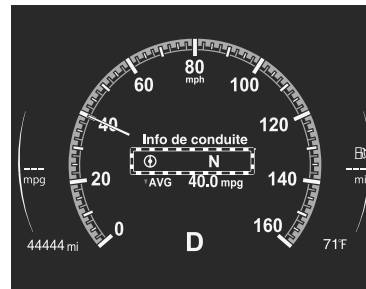 80
mph
60
100
40
120
Info de conduite
N
--- mpg
20
AVG 40.0 mpg
140
---
mi
0
160
44444 mi
D
71°F